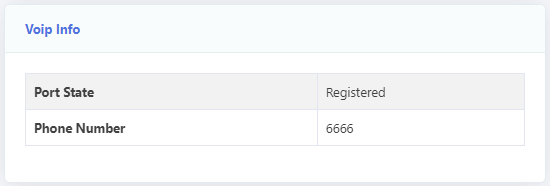 Voip Info
Port State Registered
Phone Number 6666